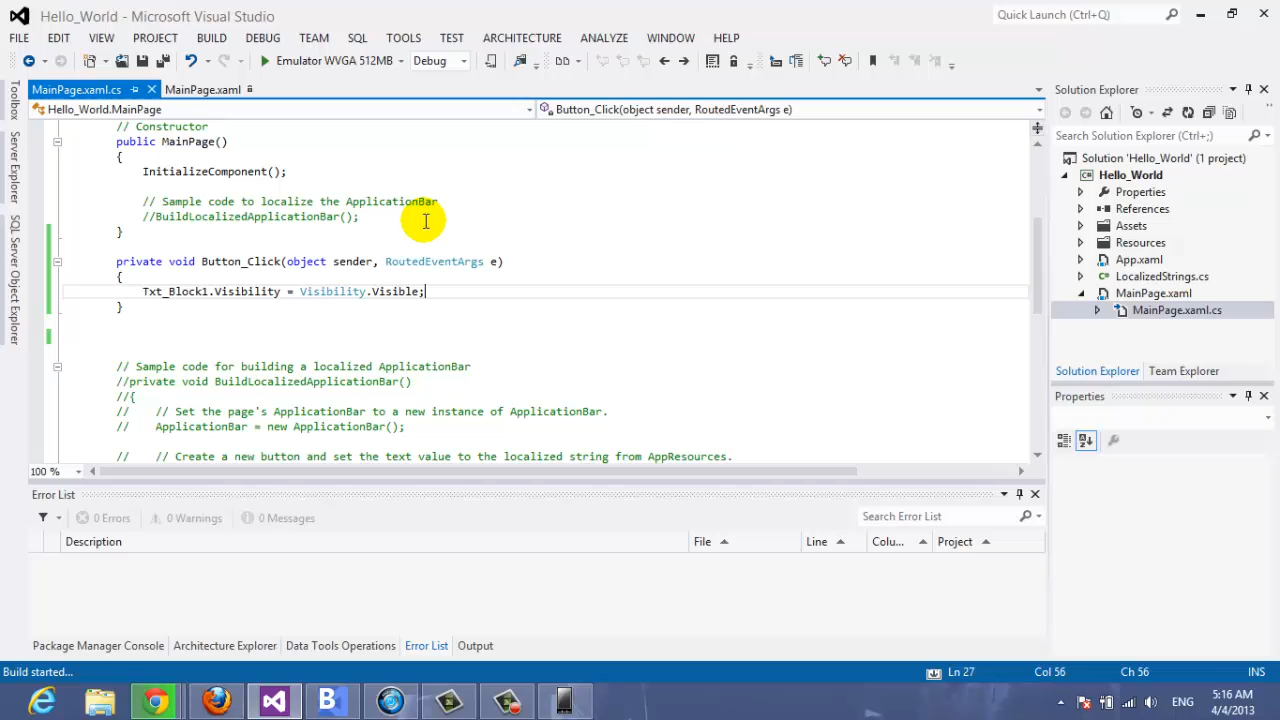 Hello_World - Microsoft Visual Studio
Quick Launch (Ctrl+Q)
FILE EDIT VIEW PROJECT BUILD DEBUG TEAM SQL TOOLS TEST ARCHITECTURE ANALYZE WINDOW HELP
Emulator WVGA 512MB Debug
MainPage.xaml.cs MainPage.xaml
Hello_World.MainPage Button_Click(object sender, RoutedEventArgs e)
// Constructor
public MainPage()
{
InitializeComponent();
// Sample code to localize the ApplicationBar
//BuildLocalizedApplicationBar();
}
private void Button_Click(object sender, RoutedEventArgs e)
{
Txt_Block1.Visibility = Visibility.Visible;
}
// Sample code for building a localized ApplicationBar
//private void BuildLocalizedApplicationBar()
//{
// // Set the page's ApplicationBar to a new instance of ApplicationBar.
// ApplicationBar = new ApplicationBar();
// // Create a new button and set the text value to the localized string from AppResources.
100 %
Toolbox
Server Explorer
SQL Server Object Explorer
Solution Explorer
Search Solution Explorer (Ctrl+;)
Solution 'Hello_World' (1 project)
Hello_World
Properties
References
Assets
Resources
App.xaml
LocalizedStrings.cs
MainPage.xaml
MainPage.xaml.cs
Solution Explorer Team Explorer
Properties
Error List
0 Errors 0 Warnings 0 Messages
Search Error List
Description File Line Colu... Project
Package Manager Console Architecture Explorer Data Tools Operations Error List Output
Build started... Ln 27 Col 56 Ch 56 INS
ENG
5:16 AM
4/4/2013